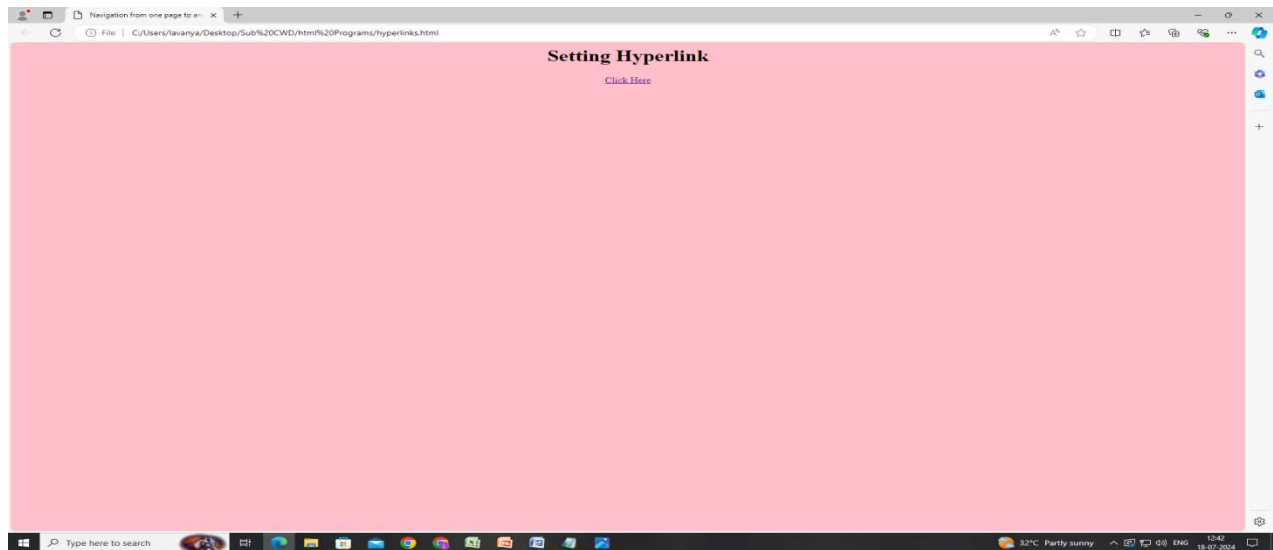 Navigation from one page to an
File | C:/Users/lavanya/Desktop/Sub%20CWD/html%20Programs/hyperlinks.html
Setting Hyperlink
Click Here
Type here to search
32°C Partly sunny
ENG
12:42
18-07-2024